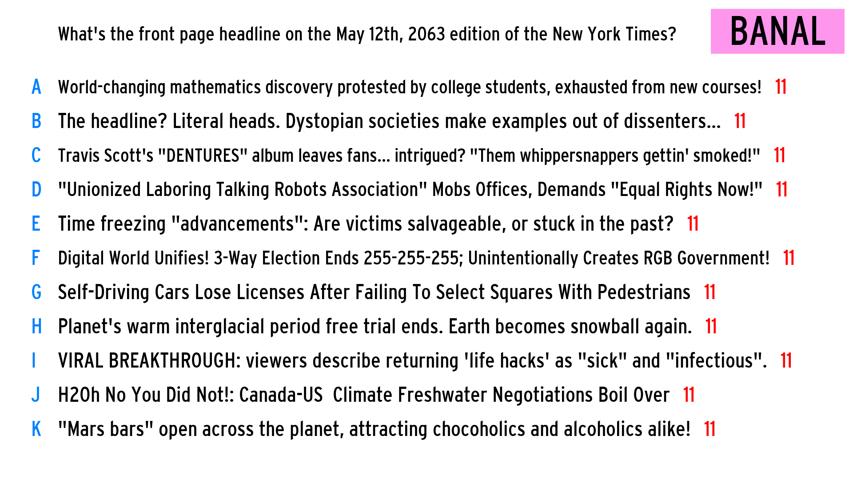 What's the front page headline on the May 12th, 2063 edition of the New York Times?
BANAL
A World-changing mathematics discovery protested by college students, exhausted from new courses! 11
B The headline? Literal heads. Dystopian societies make examples out of dissenters... 11
C Travis Scott's "DENTURES" album leaves fans... intrigued? "Them whippersnappers gettin' smoked!" 11
D "Unionized Laboring Talking Robots Association" Mobs Offices, Demands "Equal Rights Now!" 11
E Time freezing "advancements": Are victims salvageable, or stuck in the past? 11
F Digital World Unifies! 3-Way Election Ends 255-255-255; Unintentionally Creates RGB Government! 11
G Self-Driving Cars Lose Licenses After Failing To Select Squares With Pedestrians 11
H Planet's warm interglacial period free trial ends. Earth becomes snowball again. 11
I VIRAL BREAKTHROUGH: viewers describe returning 'life hacks' as "sick" and "infectious". 11
J H2Oh No You Did Not!: Canada-US Climate Freshwater Negotiations Boil Over 11
K "Mars bars" open across the planet, attracting chocoholics and alcoholics alike! 11